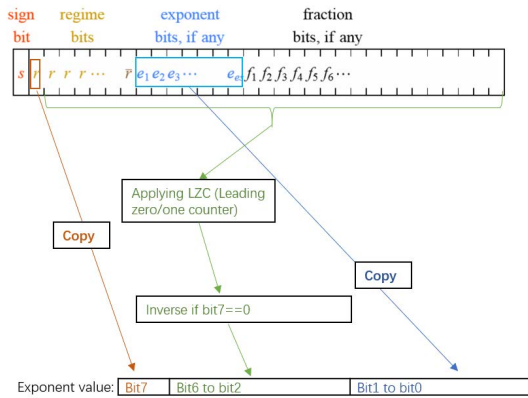 sign regime exponent fraction
bit bits bits, if any bits, if any
s r r r r ⋯ r̅ e₁ e₂ e₃ ⋯ eₑₛ f₁ f₂ f₃ f₄ f₅ f₆ ⋯
Applying LZC (Leading
zero/one counter)
Copy
Copy
Inverse if bit7==0
Exponent value: Bit7 Bit6 to bit2 Bit1 to bit0